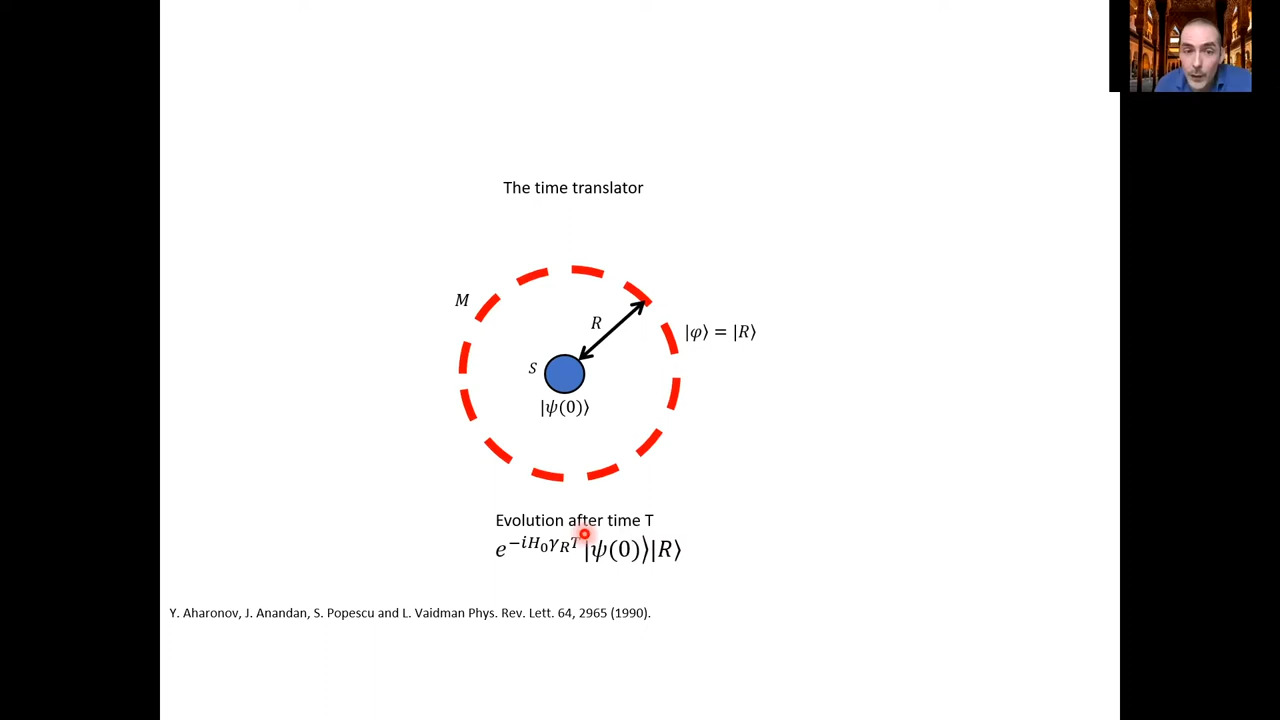 The time translator
M
R
|φ⟩ = |R⟩
S
|ψ(0)⟩
Evolution after time T
e^{−iH₀γ_R T}|ψ(0)⟩|R⟩
Y. Aharonov, J. Anandan, S. Popescu and L. Vaidman Phys. Rev. Lett. 64, 2965 (1990).